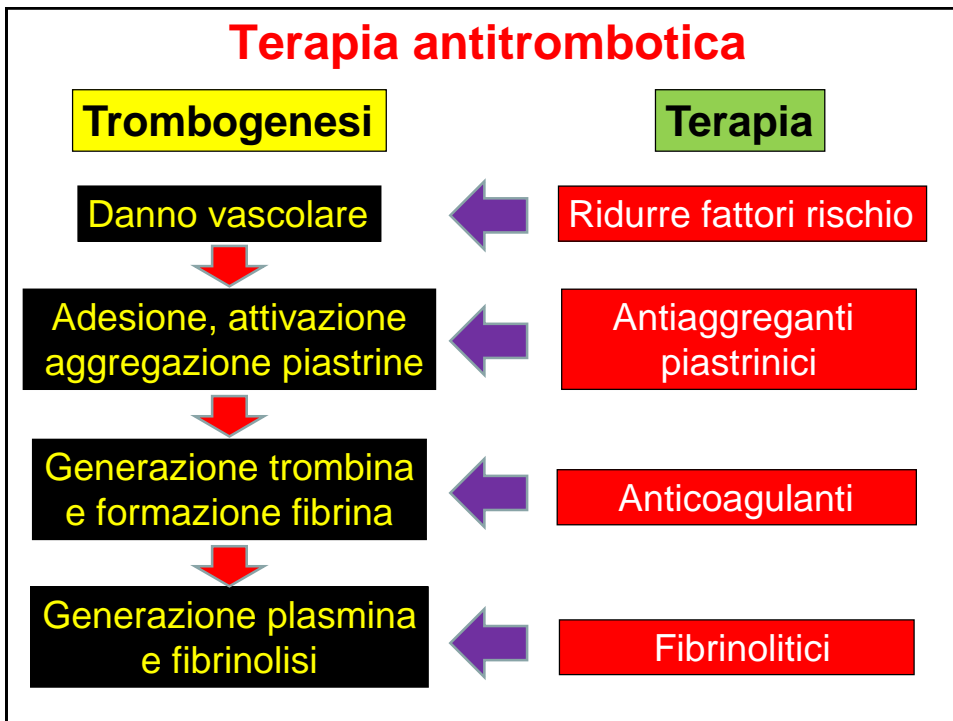 Terapia antitrombotica
Trombogenesi
Terapia
Danno vascolare
Ridurre fattori rischio
Adesione, attivazione
aggregazione piastrine
Antiaggreganti
piastrinici
Generazione trombina
e formazione fibrina
Anticoagulanti
Generazione plasmina
e fibrinolisi
Fibrinolitici